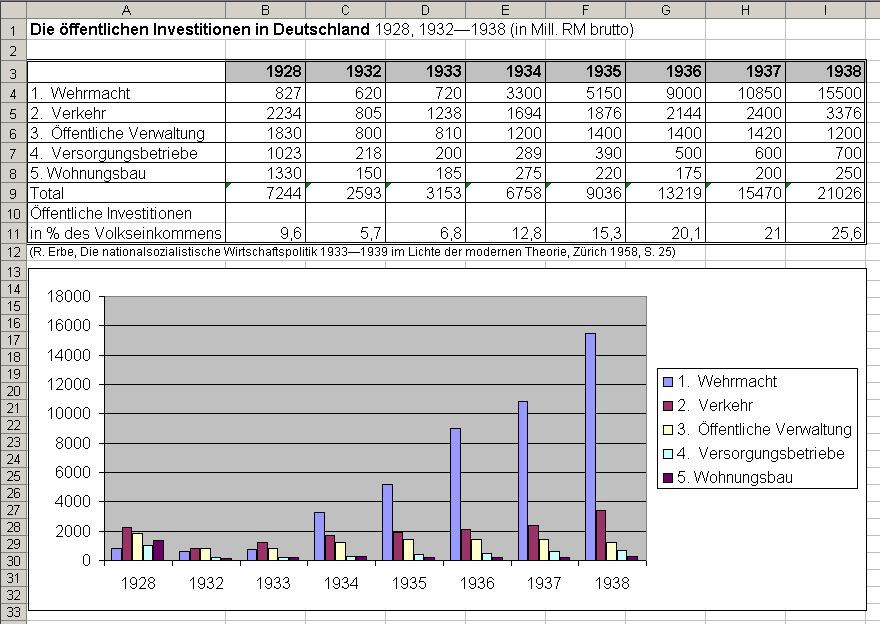 A B C D E F G H I
1 Die öffentlichen Investitionen in Deutschland 1928, 1932—1938 (in Mill. RM brutto)
2
3 1928 1932 1933 1934 1935 1936 1937 1938
4 1. Wehrmacht 827 620 720 3300 5150 9000 10850 15500
5 2. Verkehr 2234 805 1238 1694 1876 2144 2400 3376
6 3. Öffentliche Verwaltung 1830 800 810 1200 1400 1400 1420 1200
7 4. Versorgungsbetriebe 1023 218 200 289 390 500 600 700
8 5. Wohnungsbau 1330 150 185 275 220 175 200 250
9 Total 7244 2593 3153 6758 9036 13219 15470 21026
10 Öffentliche Investitionen
11 in % des Volkseinkommens 9,6 5,7 6,8 12,8 15,3 20,1 21 25,6
12 (R. Erbe, Die nationalsozialistische Wirtschaftspolitik 1933—1939 im Lichte der modernen Theorie, Zürich 1958, S. 25)
13
14
15
16
17
18
19
20
21
22
23
24
25
26
27
28
29
30
31
32
33
18000
16000
14000
12000
10000
8000
6000
4000
2000
0
1928 1932 1933 1934 1935 1936 1937 1938
1. Wehrmacht
2. Verkehr
3. Öffentliche Verwaltung
4. Versorgungsbetriebe
5. Wohnungsbau